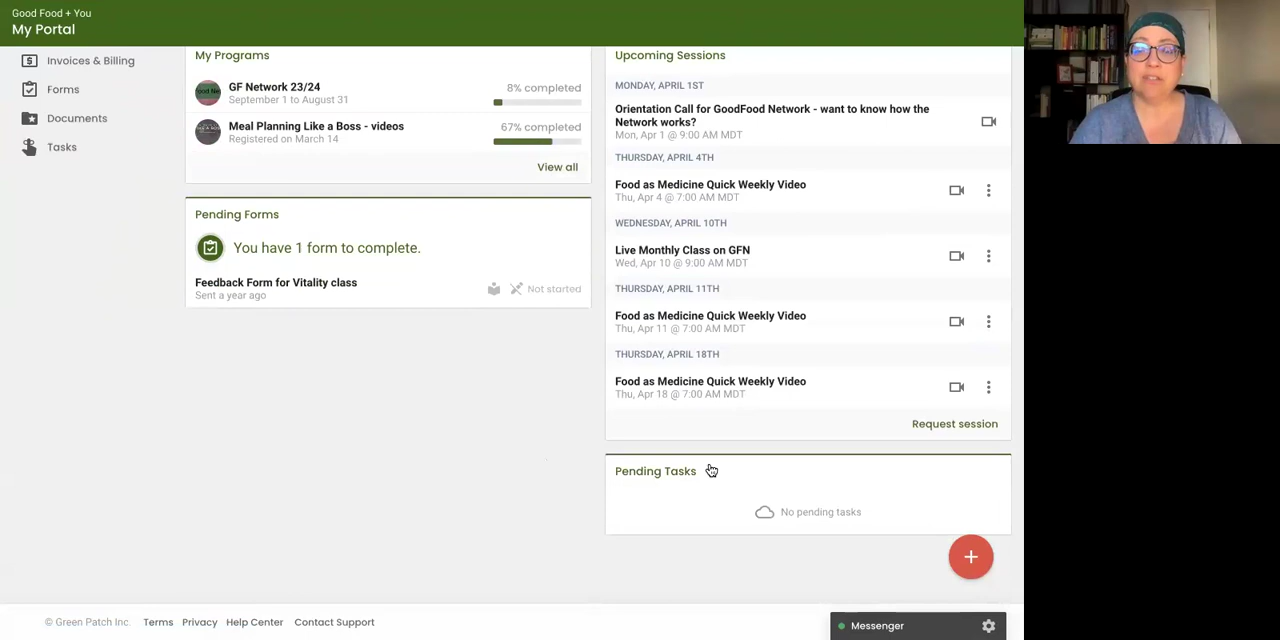 Good Food + You
My Portal
Invoices & Billing
Forms
Documents
Tasks
My Programs
GF Network 23/24
September 1 to August 31
8% completed
Meal Planning Like a Boss - videos
Registered on March 14
67% completed
View all
Pending Forms
You have 1 form to complete.
Feedback Form for Vitality class
Sent a year ago
Not started
Upcoming Sessions
MONDAY, APRIL 1ST
Orientation Call for GoodFood Network - want to know how the
Network works?
Mon, Apr 1 @ 9:00 AM MDT
THURSDAY, APRIL 4TH
Food as Medicine Quick Weekly Video
Thu, Apr 4 @ 7:00 AM MDT
WEDNESDAY, APRIL 10TH
Live Monthly Class on GFN
Wed, Apr 10 @ 9:00 AM MDT
THURSDAY, APRIL 11TH
Food as Medicine Quick Weekly Video
Thu, Apr 11 @ 7:00 AM MDT
THURSDAY, APRIL 18TH
Food as Medicine Quick Weekly Video
Thu, Apr 18 @ 7:00 AM MDT
Request session
Pending Tasks
No pending tasks
© Green Patch Inc.
Terms
Privacy
Help Center
Contact Support
Messenger